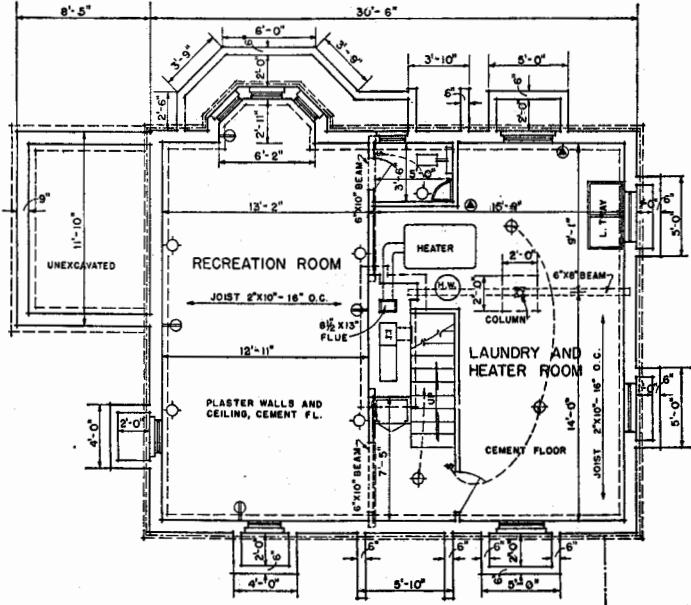 8'-5"
30'-6"
6'-0"
3'-9"
6"
3'-9"
2'-0"
3'-10"
5'-0"
2'-6"
6"
6"
2'-0"
2'-11"
6'-2"
3'-6"
5'-0"
6"X10" BEAM
9"
11'-10"
13'-2"
9'-1"
L. TRAY
6"
5'-0"
UNEXCAVATED
RECREATION ROOM
HEATER
2'-0"
JOIST 2"X10"- 16" O.C.
H.W.
2'-0"
6"X8" BEAM
8½"X13"
FLUE
COLUMN
12'-11"
LAUNDRY AND
HEATER ROOM
UP
PLASTER WALLS AND
CEILING, CEMENT FL.
14'-0"
JOIST 2"X10"- 16" O.C.
6"
5'-0"
4'-0"
2'-0"
7'-5"
CEMENT FLOOR
6"X10" BEAM
2'-0"
6"
4'-0"
6"
6"
5'-10"
6"
2'-0"
6"
6"
5'-0"